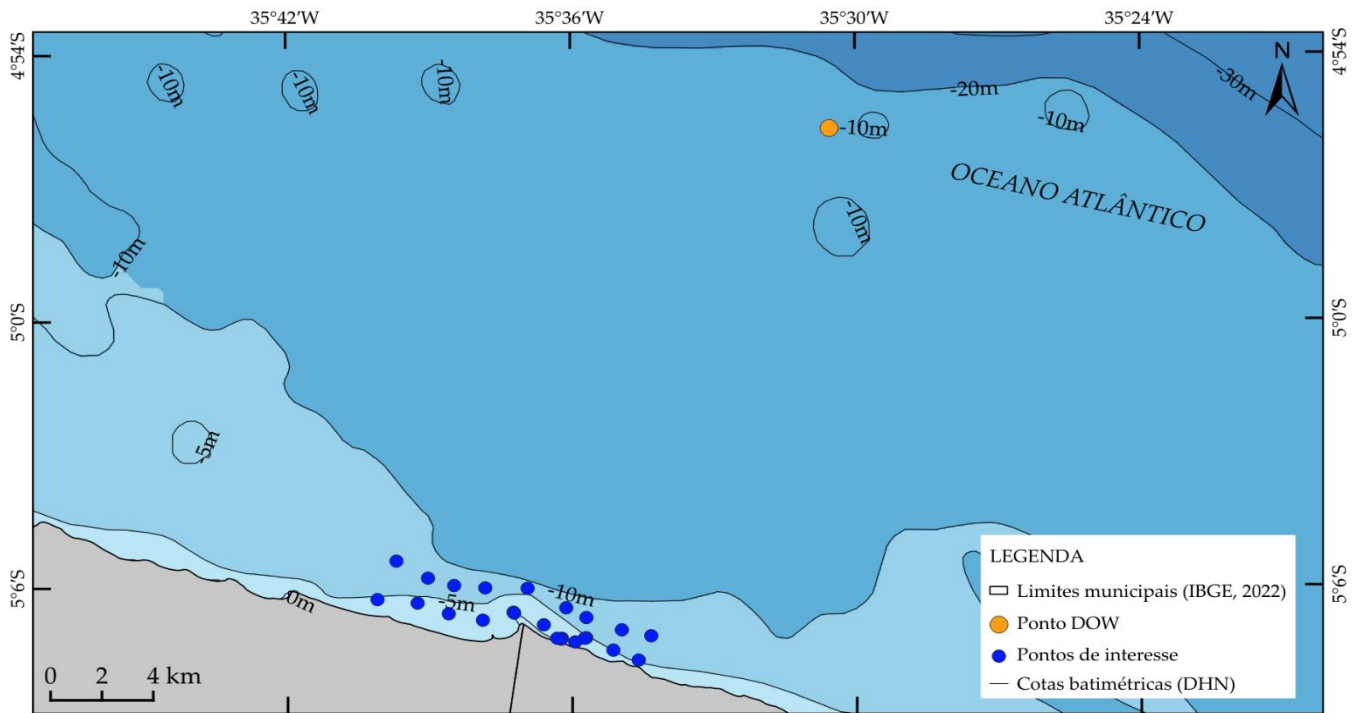 35°42'W 35°36'W 35°30'W 35°24'W
4°54'S
4°54'S
N
-10m
-10m
-10m
-20m
-30m
-10m
-10m
OCEANO ATLÂNTICO
-10m
-10m
5°0'S
5°0'S
-5m
-10m
-5m
0m
5°6'S
5°6'S
LEGENDA
Limites municipais (IBGE, 2022)
Ponto DOW
Pontos de interesse
Cotas batimétricas (DHN)
0 2 4 km